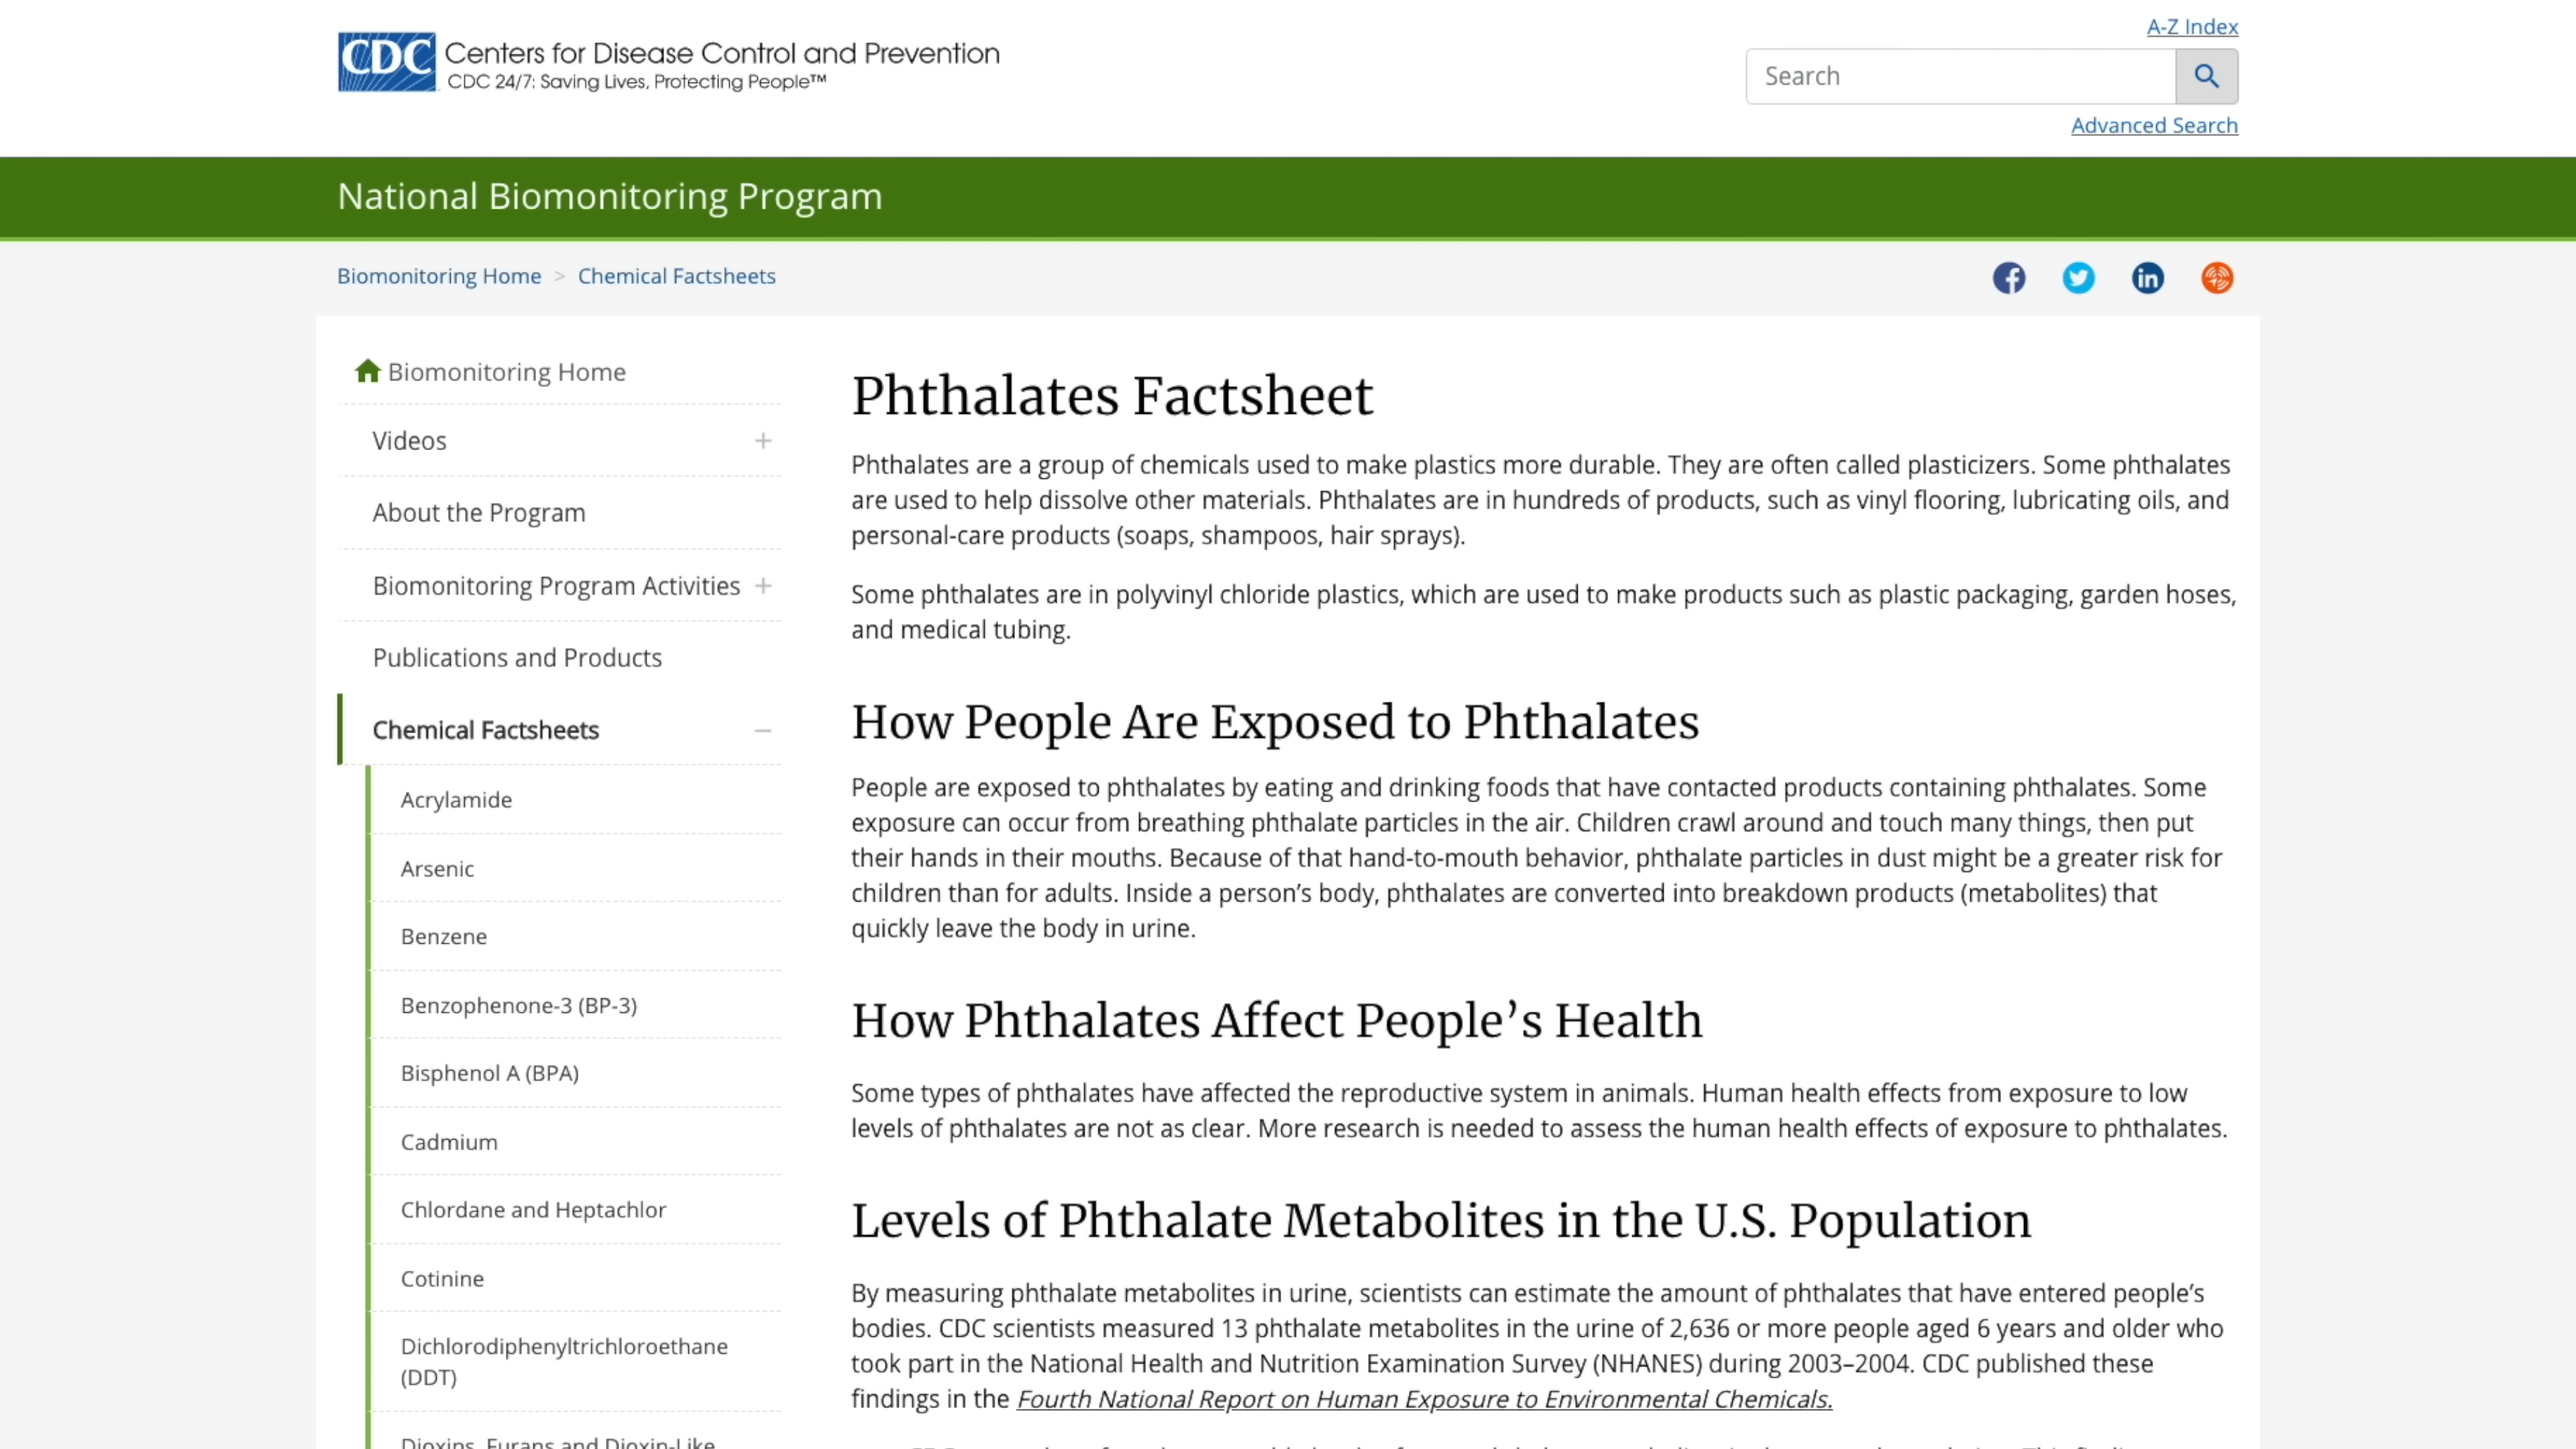 A-Z Index
CDC Centers for Disease Control and Prevention
CDC 24/7: Saving Lives, Protecting People™
Search
Advanced Search
National Biomonitoring Program
Biomonitoring Home > Chemical Factsheets
Biomonitoring Home
Videos
About the Program
Biomonitoring Program Activities
Publications and Products
Chemical Factsheets
Acrylamide
Arsenic
Benzene
Benzophenone-3 (BP-3)
Bisphenol A (BPA)
Cadmium
Chlordane and Heptachlor
Cotinine
Dichlorodiphenyltrichloroethane
(DDT)
Dioxins, Furans and Dioxin-Like
Phthalates Factsheet
Phthalates are a group of chemicals used to make plastics more durable. They are often called plasticizers. Some phthalates
are used to help dissolve other materials. Phthalates are in hundreds of products, such as vinyl flooring, lubricating oils, and
personal-care products (soaps, shampoos, hair sprays).
Some phthalates are in polyvinyl chloride plastics, which are used to make products such as plastic packaging, garden hoses,
and medical tubing.
How People Are Exposed to Phthalates
People are exposed to phthalates by eating and drinking foods that have contacted products containing phthalates. Some
exposure can occur from breathing phthalate particles in the air. Children crawl around and touch many things, then put
their hands in their mouths. Because of that hand-to-mouth behavior, phthalate particles in dust might be a greater risk for
children than for adults. Inside a person’s body, phthalates are converted into breakdown products (metabolites) that
quickly leave the body in urine.
How Phthalates Affect People’s Health
Some types of phthalates have affected the reproductive system in animals. Human health effects from exposure to low
levels of phthalates are not as clear. More research is needed to assess the human health effects of exposure to phthalates.
Levels of Phthalate Metabolites in the U.S. Population
By measuring phthalate metabolites in urine, scientists can estimate the amount of phthalates that have entered people’s
bodies. CDC scientists measured 13 phthalate metabolites in the urine of 2,636 or more people aged 6 years and older who
took part in the National Health and Nutrition Examination Survey (NHANES) during 2003–2004. CDC published these
findings in the Fourth National Report on Human Exposure to Environmental Chemicals.